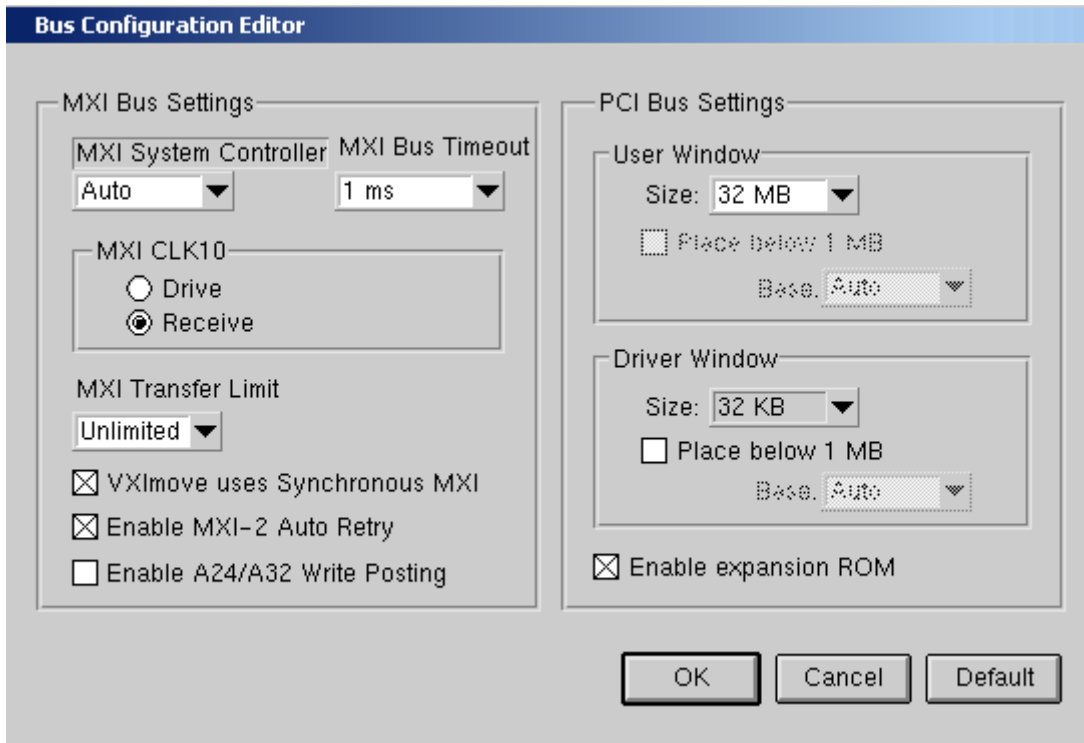 Bus Configuration Editor
MXI Bus Settings
MXI System Controller
Auto
MXI Bus Timeout
1 ms
MXI CLK10
Drive
Receive
MXI Transfer Limit
Unlimited
VXImove uses Synchronous MXI
Enable MXI-2 Auto Retry
Enable A24/A32 Write Posting
PCI Bus Settings
User Window
Size: 32 MB
Place below 1 MB
Base. Auto
Driver Window
Size: 32 KB
Place below 1 MB
Base. Auto
Enable expansion ROM
OK
Cancel
Default